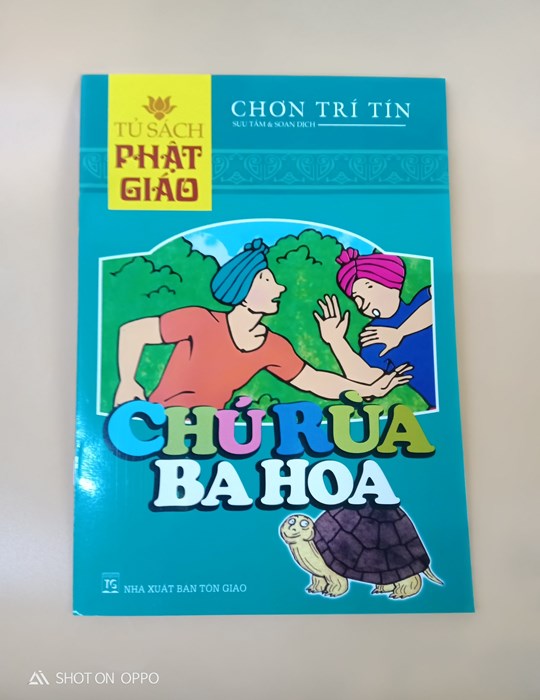 TỦ SÁCH
PHẬT
GIÁO
CHƠN TRÍ TÍN
SƯU TẦM & SOẠN DỊCH
CHÚ RÙA
BA HOA
TG
NHÀ XUẤT BẢN TÔN GIÁO
SHOT ON OPPO